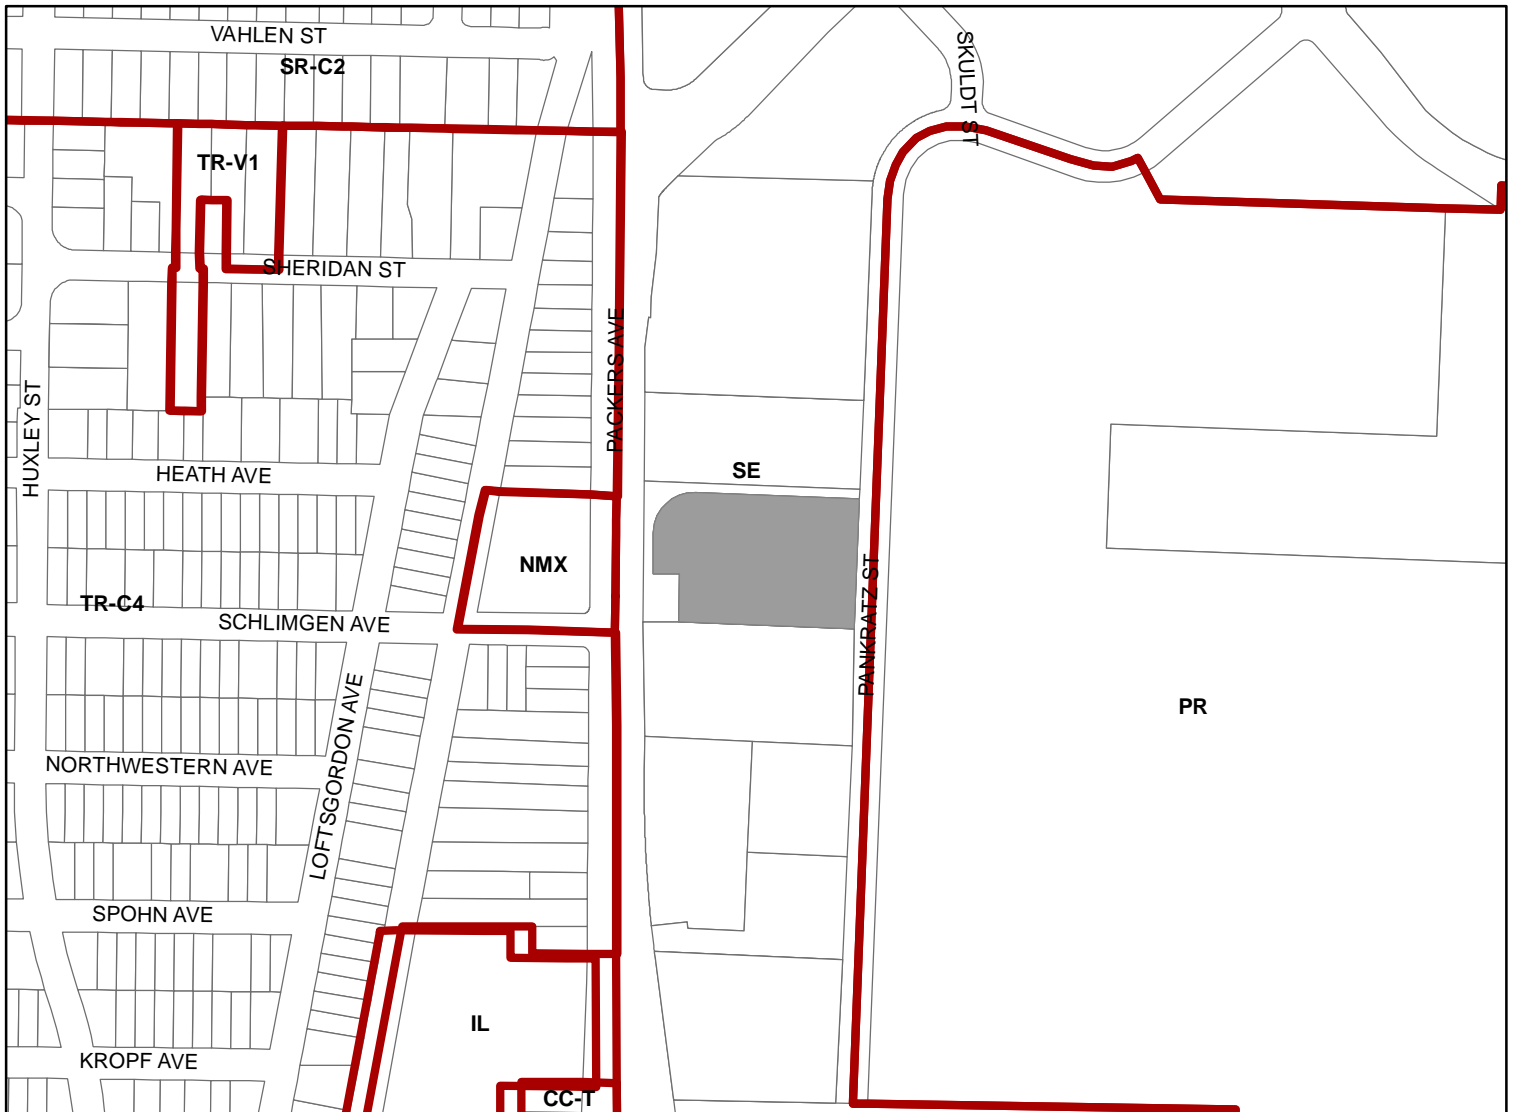 VAHLEN ST
SR-C2
SKULDT ST
TR-V1
SHERIDAN ST
PACKERS AVE
HUXLEY ST
HEATH AVE
SE
NMX
TR-C4
SCHLIMGEN AVE
PANKRATZ ST
LOFTSGORDON AVE
PR
NORTHWESTERN AVE
SPOHN AVE
IL
KROPF AVE
CC-T